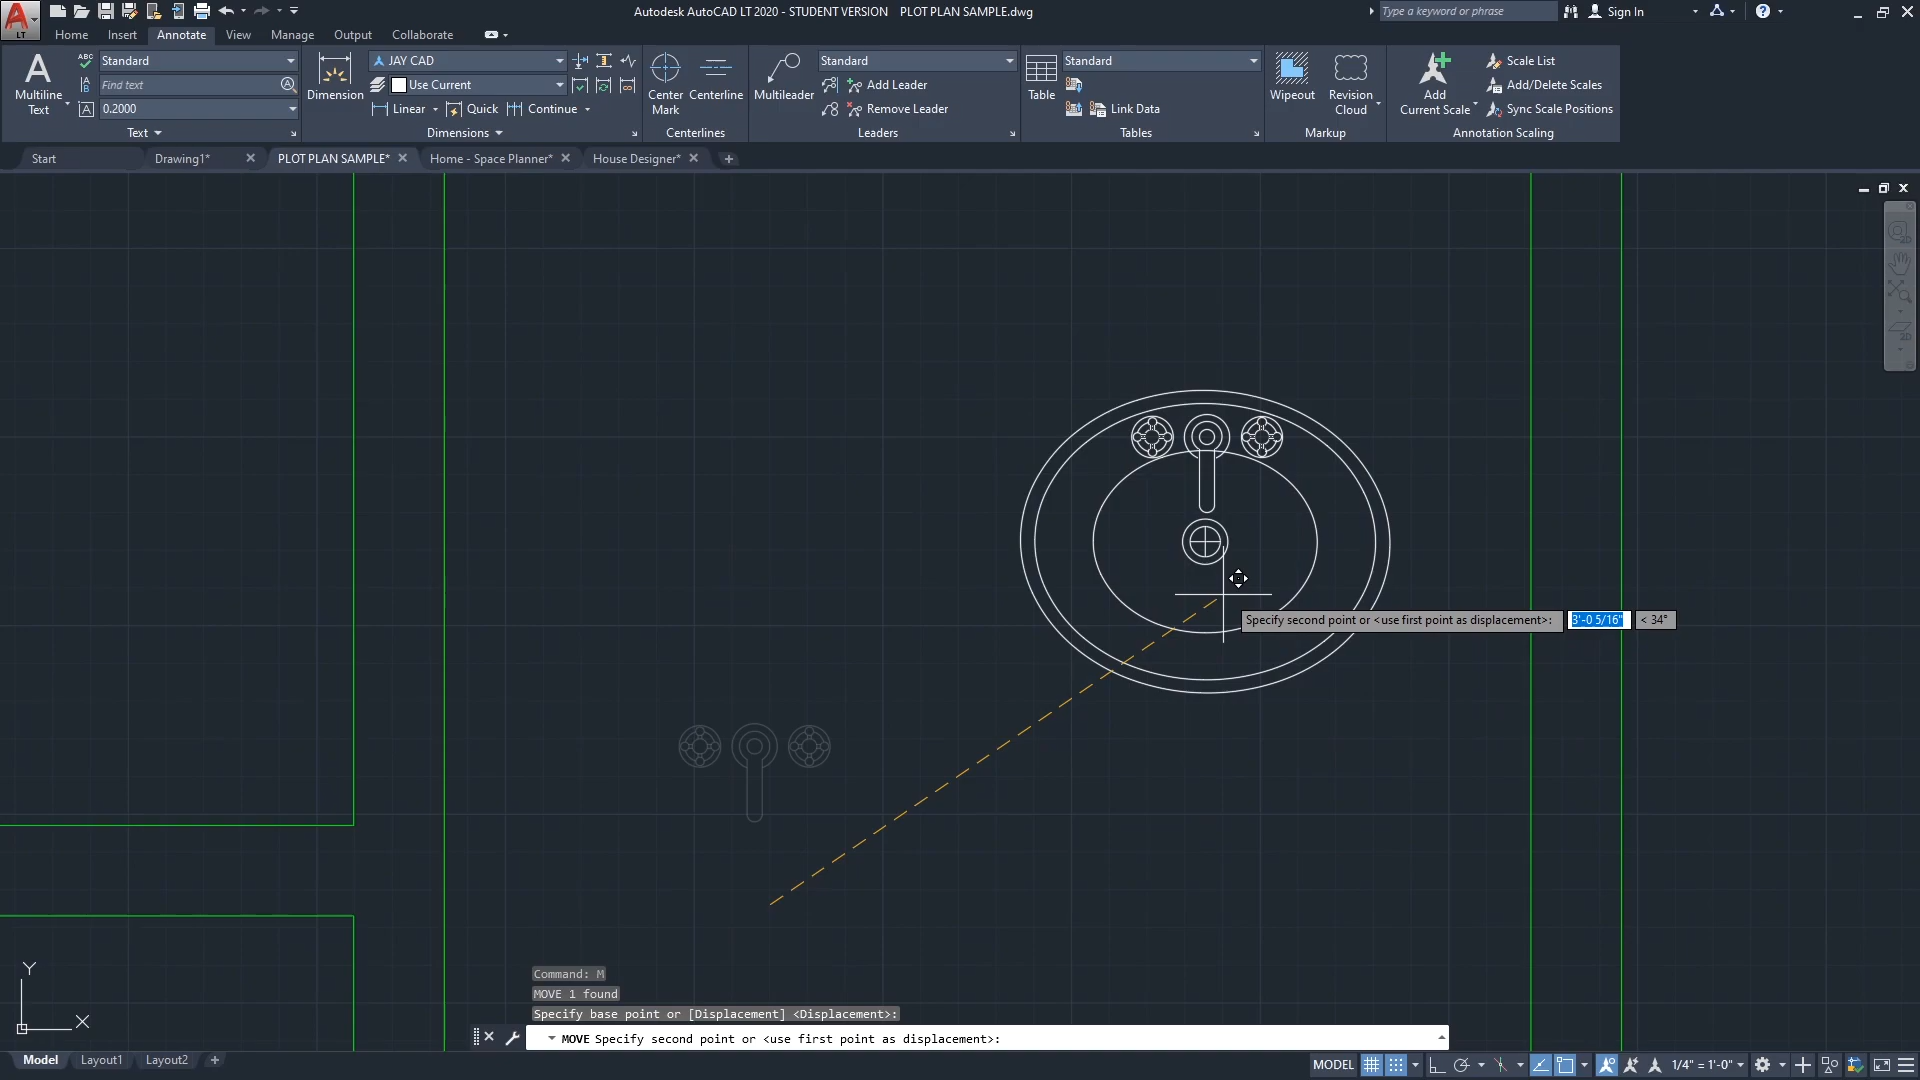 Autodesk AutoCAD LT 2020 - STUDENT VERSION PLOT PLAN SAMPLE.dwg
Type a keyword or phrase
Sign In
LT
Home Insert Annotate View Manage Output Collaborate
Multiline Text
ABC
Standard
Find text
0.2000
Text
Dimension
JAY CAD
Use Current
Linear Quick Continue
Dimensions
Center Mark
Centerline
Centerlines
Multileader
Standard
Add Leader
Remove Leader
Leaders
Table
Standard
Link Data
Tables
Wipeout
Revision Cloud
Markup
Add Current Scale
Scale List
Add/Delete Scales
Sync Scale Positions
Annotation Scaling
Start Drawing1* PLOT PLAN SAMPLE* Home - Space Planner* House Designer*
Specify second point or <use first point as displacement>: 3'-0 5/16" < 34°
Y
X
Command: M
MOVE 1 found
Specify base point or [Displacement] <Displacement>:
MOVE Specify second point or <use first point as displacement>:
Model Layout1 Layout2
MODEL 1/4" = 1'-0"